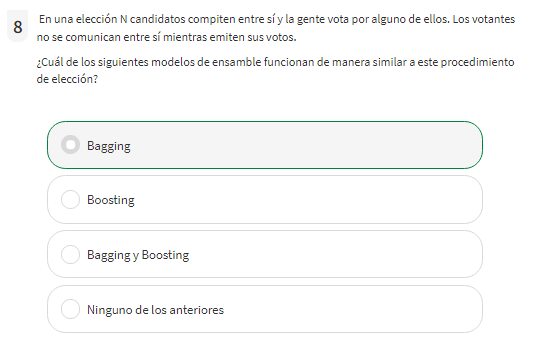 8
En una elección N candidatos compiten entre sí y la gente vota por alguno de ellos. Los votantes
no se comunican entre sí mientras emiten sus votos.
¿Cuál de los siguientes modelos de ensamble funcionan de manera similar a este procedimiento
de elección?
Bagging
Boosting
Bagging y Boosting
Ninguno de los anteriores